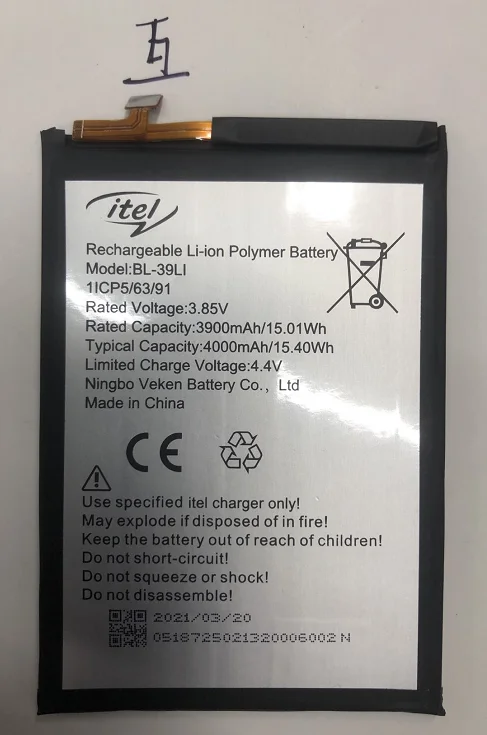 itel
Rechargeable Li-ion Polymer Battery
Model:BL-39LI
1ICP5/63/91
Rated Voltage:3.85V
Rated Capacity:3900mAh/15.01Wh
Typical Capacity:4000mAh/15.40Wh
Limited Charge Voltage:4.4V
Ningbo Veken Battery Co., Ltd
Made in China
CE
Use specified itel charger only!
May explode if disposed of in fire!
Keep the battery out of reach of children!
Do not short-circuit!
Do not squeeze or shock!
Do not disassemble!
2021/03/20
0518725021320006002 N